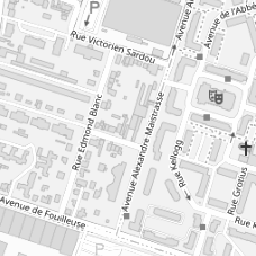 P
Avenue A
Avenue de l'Abbé
Rue Victorien Sardou
Rue Edmond Blanc
Avenue Alexandre Maistrasse
Rue Kellogg
Rue Grotius
Avenue de Fouilleuse